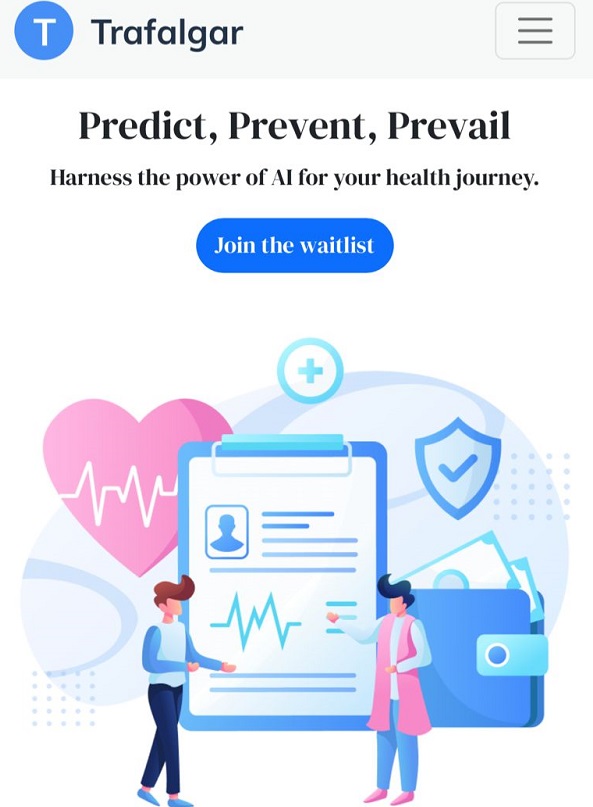 T Trafalgar
Predict, Prevent, Prevail
Harness the power of AI for your health journey.
Join the waitlist